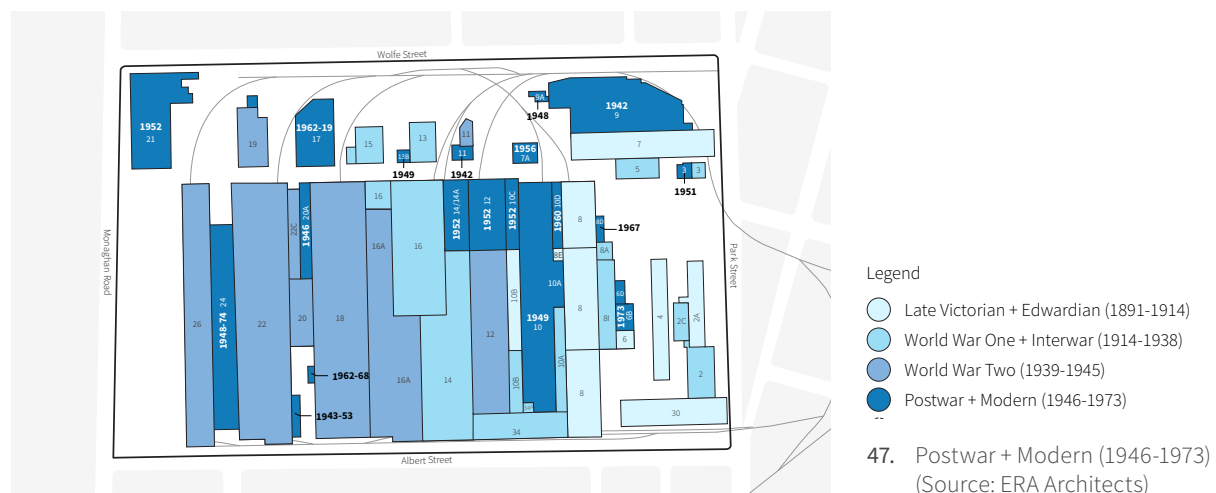 Wolfe Street
1952
21
19
1962-19
17
15
13B
1949
13
11
11
1942
9A
1948
1956
7A
1942
9
7
5
3
3
1951
Monaghan Road
Park Street
26
1948-74 24
22
22C
1946 20A
20
18
16
16A
16
16A
14
1952 14/14A
1952 12
12
1952 10C
10B
10B
1960 10D
8E
10A
1949
10
10A
34
8
8
8
8D
1967
8A
8I
6D
1973 6B
6
4
2C
2A
2
30
1962-68
1943-53
Albert Street
Legend
Late Victorian + Edwardian (1891-1914)
World War One + Interwar (1914-1938)
World War Two (1939-1945)
Postwar + Modern (1946-1973)
47. Postwar + Modern (1946-1973)
(Source: ERA Architects)